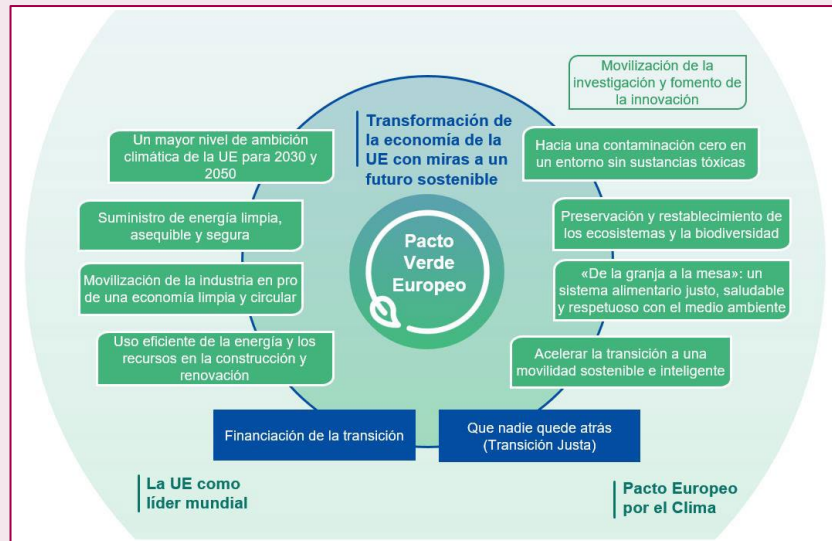 Movilización de la
investigación y fomento de
la innovación
Transformación de
la economía de la
UE con miras a un
futuro sostenible
Un mayor nivel de ambición
climática de la UE para 2030 y
2050
Hacia una contaminación cero en
un entorno sin sustancias tóxicas
Suministro de energía limpia,
asequible y segura
Preservación y restablecimiento de
los ecosistemas y la biodiversidad
Pacto
Verde
Europeo
Movilización de la industria en pro
de una economía limpia y circular
«De la granja a la mesa»: un
sistema alimentario justo, saludable
y respetuoso con el medio ambiente
Uso eficiente de la energía y los
recursos en la construcción y
renovación
Acelerar la transición a una
movilidad sostenible e inteligente
Financiación de la transición
Que nadie quede atrás
(Transición Justa)
La UE como
líder mundial
Pacto Europeo
por el Clima